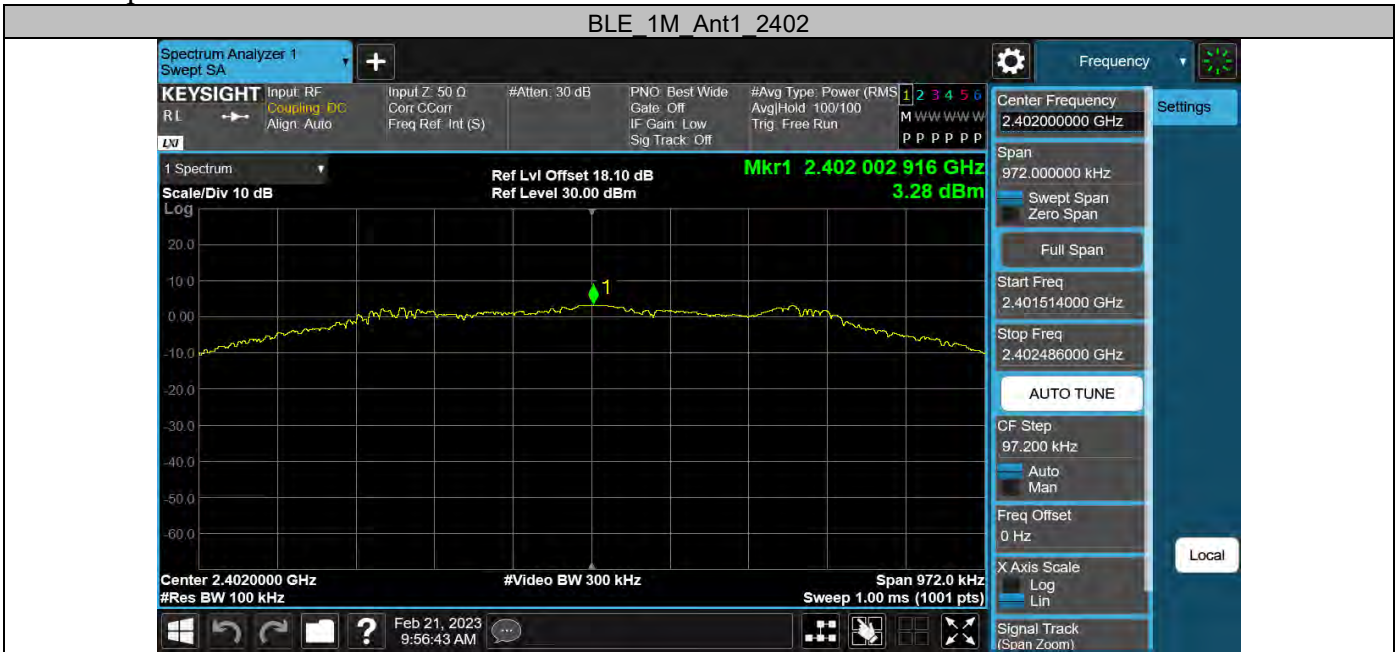 BLE_1M_Ant1_2402
Spectrum Analyzer 1
Swept SA
+
Frequency
KEYSIGHT
RL
LXI
Input: RF
Coupling: DC
Align: Auto
Input Z: 50 Ω
Corr CCorr
Freq Ref: Int (S)
#Atten: 30 dB
PNO: Best Wide
Gate: Off
IF Gain: Low
Sig Track: Off
#Avg Type: Power (RMS
Avg|Hold: 100/100
Trig: Free Run
1 2 3 4 5 6
M W W W W W
P P P P P P
1 Spectrum
Scale/Div 10 dB
Log
Ref Lvl Offset 18.10 dB
Ref Level 30.00 dBm
Mkr1 2.402 002 916 GHz
3.28 dBm
20.0
10.0
0.00
-10.0
-20.0
-30.0
-40.0
-50.0
-60.0
1
Center 2.4020000 GHz
#Res BW 100 kHz
#Video BW 300 kHz
Span 972.0 kHz
Sweep 1.00 ms (1001 pts)
?
Feb 21, 2023
9:56:43 AM
Center Frequency
2.402000000 GHz
Settings
Span
972.000000 kHz
Swept Span
Zero Span
Full Span
Start Freq
2.401514000 GHz
Stop Freq
2.402486000 GHz
AUTO TUNE
CF Step
97.200 kHz
Auto
Man
Freq Offset
0 Hz
X Axis Scale
Log
Lin
Signal Track
(Span Zoom)
Local